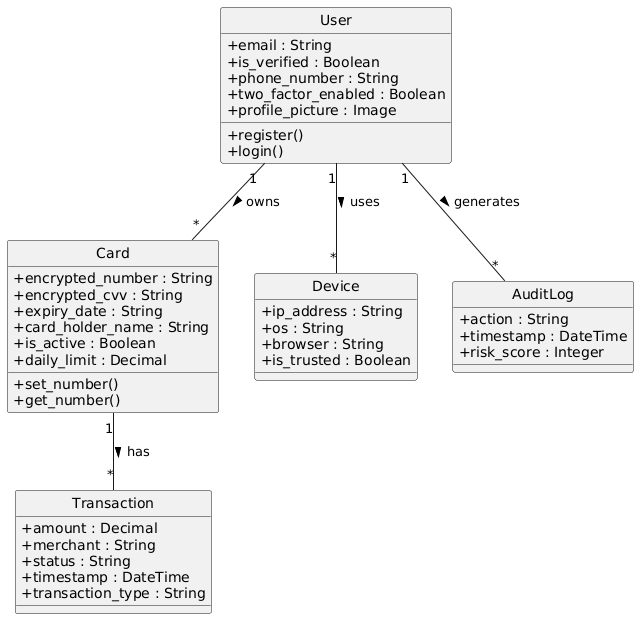 User
+email : String
+is_verified : Boolean
+phone_number : String
+two_factor_enabled : Boolean
+profile_picture : Image
+register()
+login()
1
1
1
owns
uses
generates
*
*
*
Card
+encrypted_number : String
+encrypted_cvv : String
+expiry_date : String
+card_holder_name : String
+is_active : Boolean
+daily_limit : Decimal
+set_number()
+get_number()
Device
+ip_address : String
+os : String
+browser : String
+is_trusted : Boolean
AuditLog
+action : String
+timestamp : DateTime
+risk_score : Integer
1
has
*
Transaction
+amount : Decimal
+merchant : String
+status : String
+timestamp : DateTime
+transaction_type : String